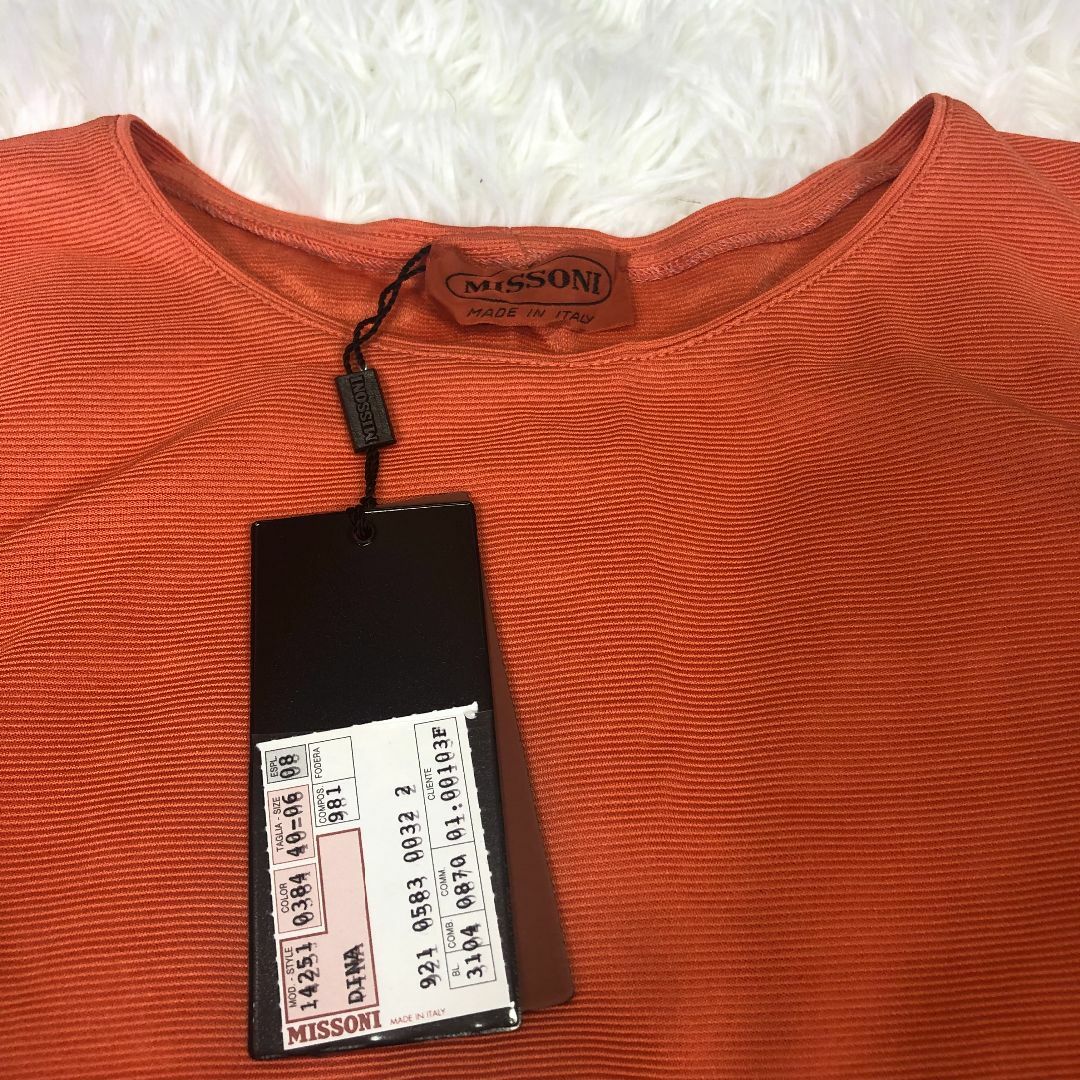 MISSONI
MADE IN ITALY
MISSONI
MOD - STYLE COLOR TAGLIA - SIZE ESPL.
14251 0384 40=06 08
COMPOS. FODERA
DINA 981
921 0583 0032 2
BL. COMB. COMM. CLIENTE
3104 0870 01.00103F
MISSONI MADE IN ITALY